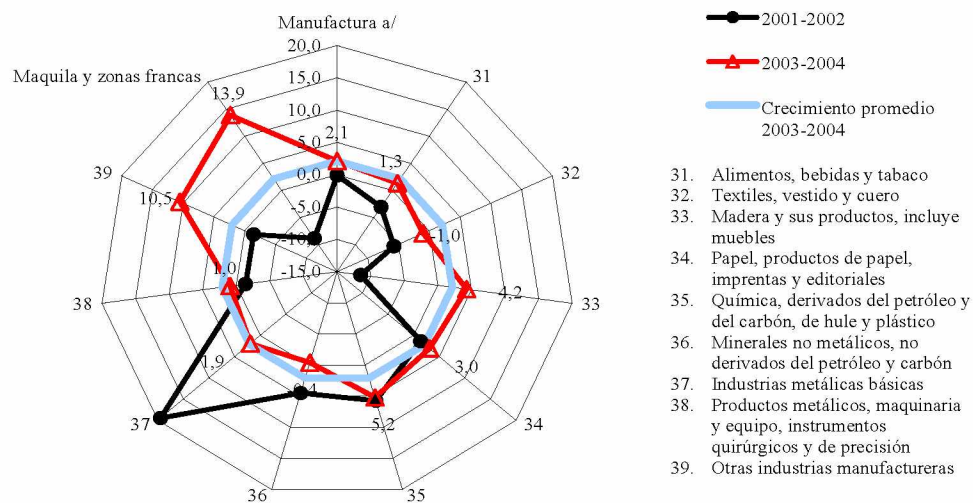 Manufactura a/
20,0
15,0
10,0
5,0
0,0
-5,0
-10,0
-15,0
31
32
33
34
35
36
37
38
39
Maquila y zonas francas
2,1
1,3
-1,0
4,2
3,0
5,2
1,9
1,0
10,5
13,9
2001-2002
2003-2004
Crecimiento promedio
2003-2004
31. Alimentos, bebidas y tabaco
32. Textiles, vestido y cuero
33. Madera y sus productos, incluye
muebles
34. Papel, productos de papel,
imprentas y editoriales
35. Química, derivados del petróleo y
del carbón, de hule y plástico
36. Minerales no metálicos, no
derivados del petróleo y carbón
37. Industrias metálicas básicas
38. Productos metálicos, maquinaria
y equipo, instrumentos
quirúrgicos y de precisión
39. Otras industrias manufactureras